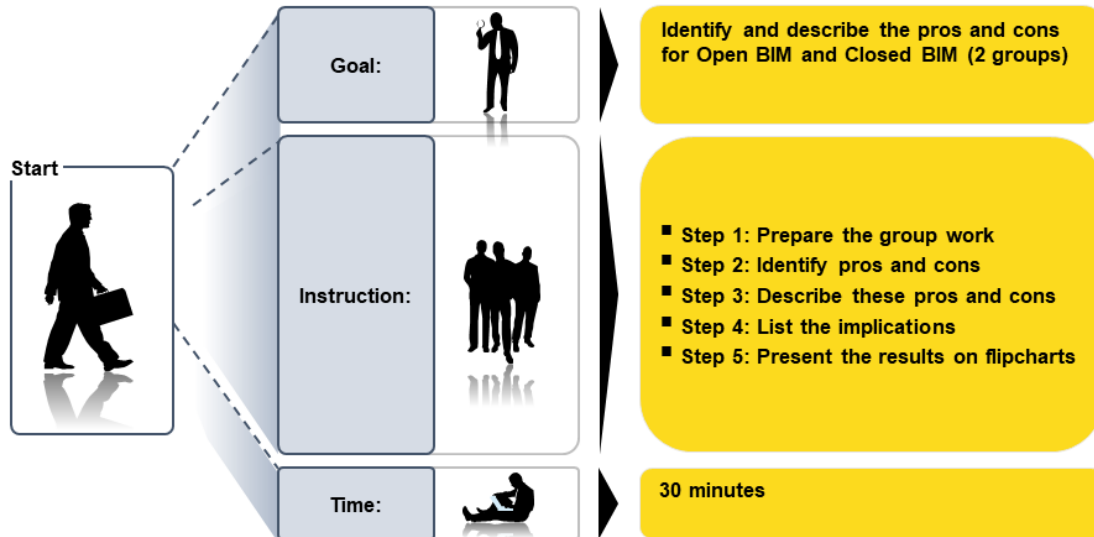 Start
Goal:
Identify and describe the pros and cons
for Open BIM and Closed BIM (2 groups)
Instruction:
▪ Step 1: Prepare the group work
▪ Step 2: Identify pros and cons
▪ Step 3: Describe these pros and cons
▪ Step 4: List the implications
▪ Step 5: Present the results on flipcharts
Time:
30 minutes